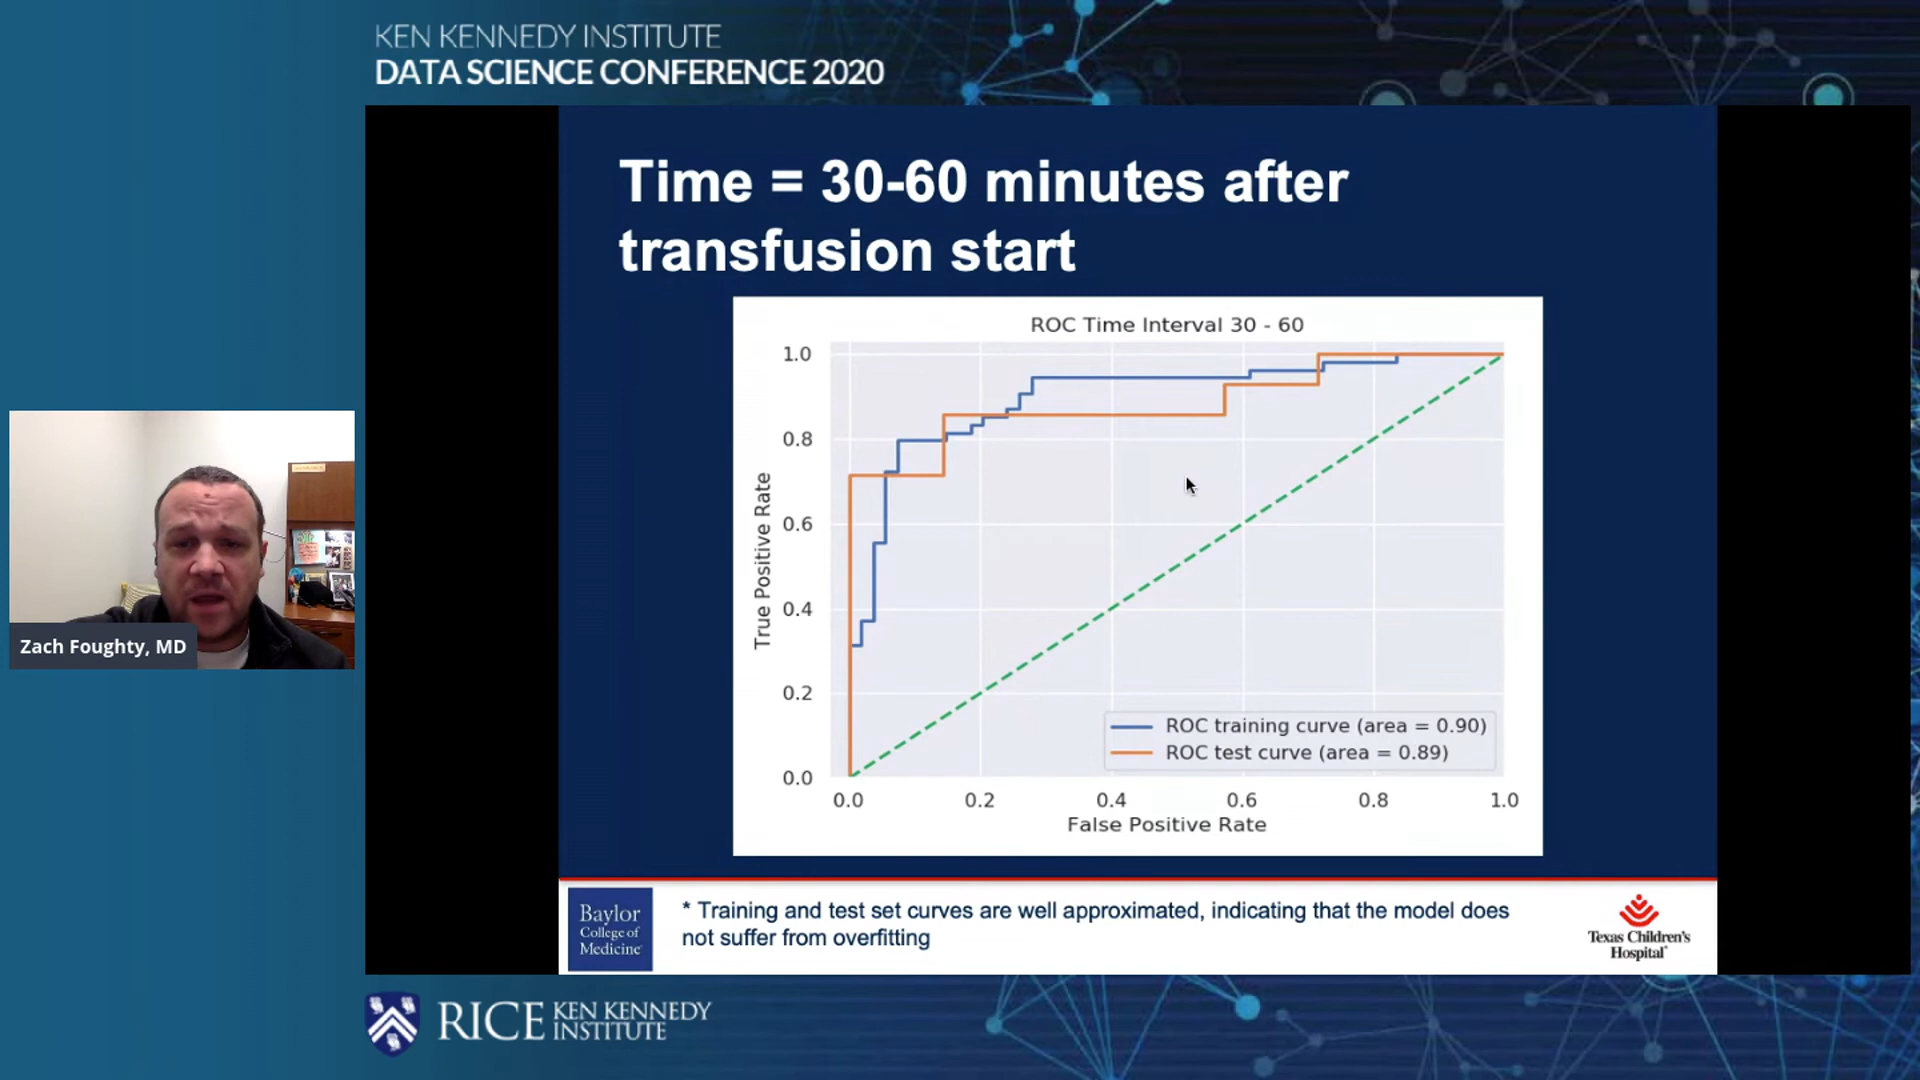 KEN KENNEDY INSTITUTE
DATA SCIENCE CONFERENCE 2020
Time = 30-60 minutes after
transfusion start
ROC Time Interval 30 - 60
True Positive Rate
1.0
0.8
0.6
0.4
0.2
0.0
0.0 0.2 0.4 0.6 0.8 1.0
False Positive Rate
ROC training curve (area = 0.90)
ROC test curve (area = 0.89)
Zach Foughty, MD
Baylor
College of
Medicine
* Training and test set curves are well approximated, indicating that the model does
not suffer from overfitting
Texas Children's
Hospital
RICE
KEN KENNEDY
INSTITUTE